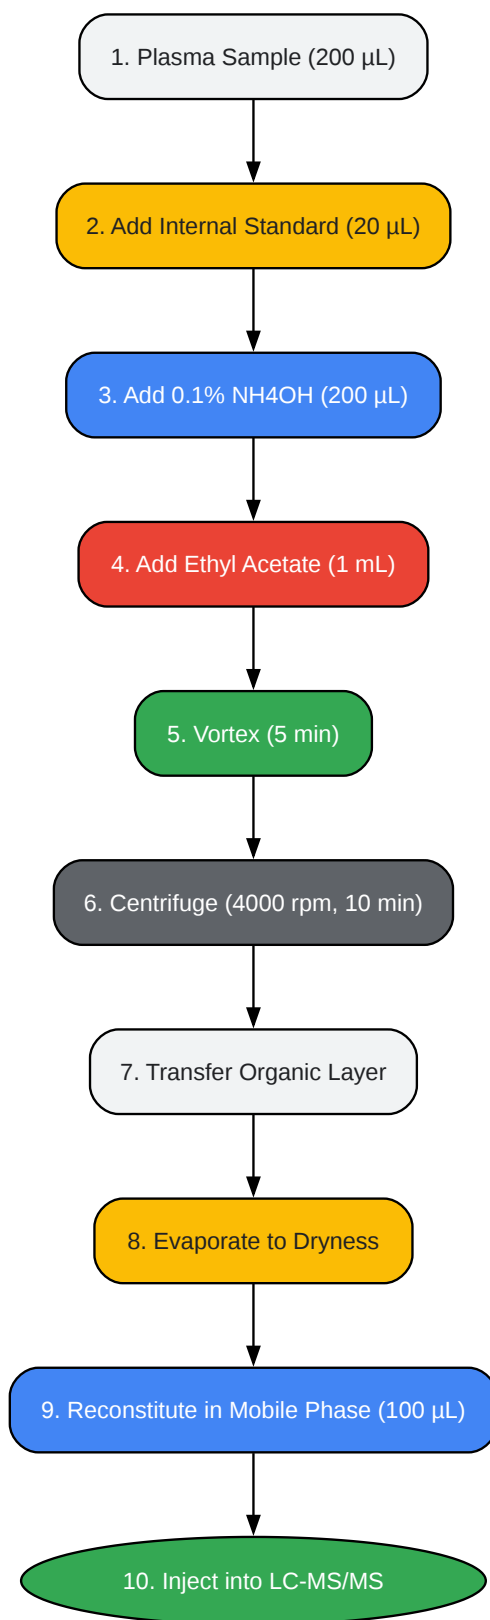 1. Plasma Sample (200 µL)
2. Add Internal Standard (20 µL)
3. Add 0.1% NH4OH (200 µL)
4. Add Ethyl Acetate (1 mL)
5. Vortex (5 min)
6. Centrifuge (4000 rpm, 10 min)
7. Transfer Organic Layer
8. Evaporate to Dryness
9. Reconstitute in Mobile Phase (100 µL)
10. Inject into LC-MS/MS